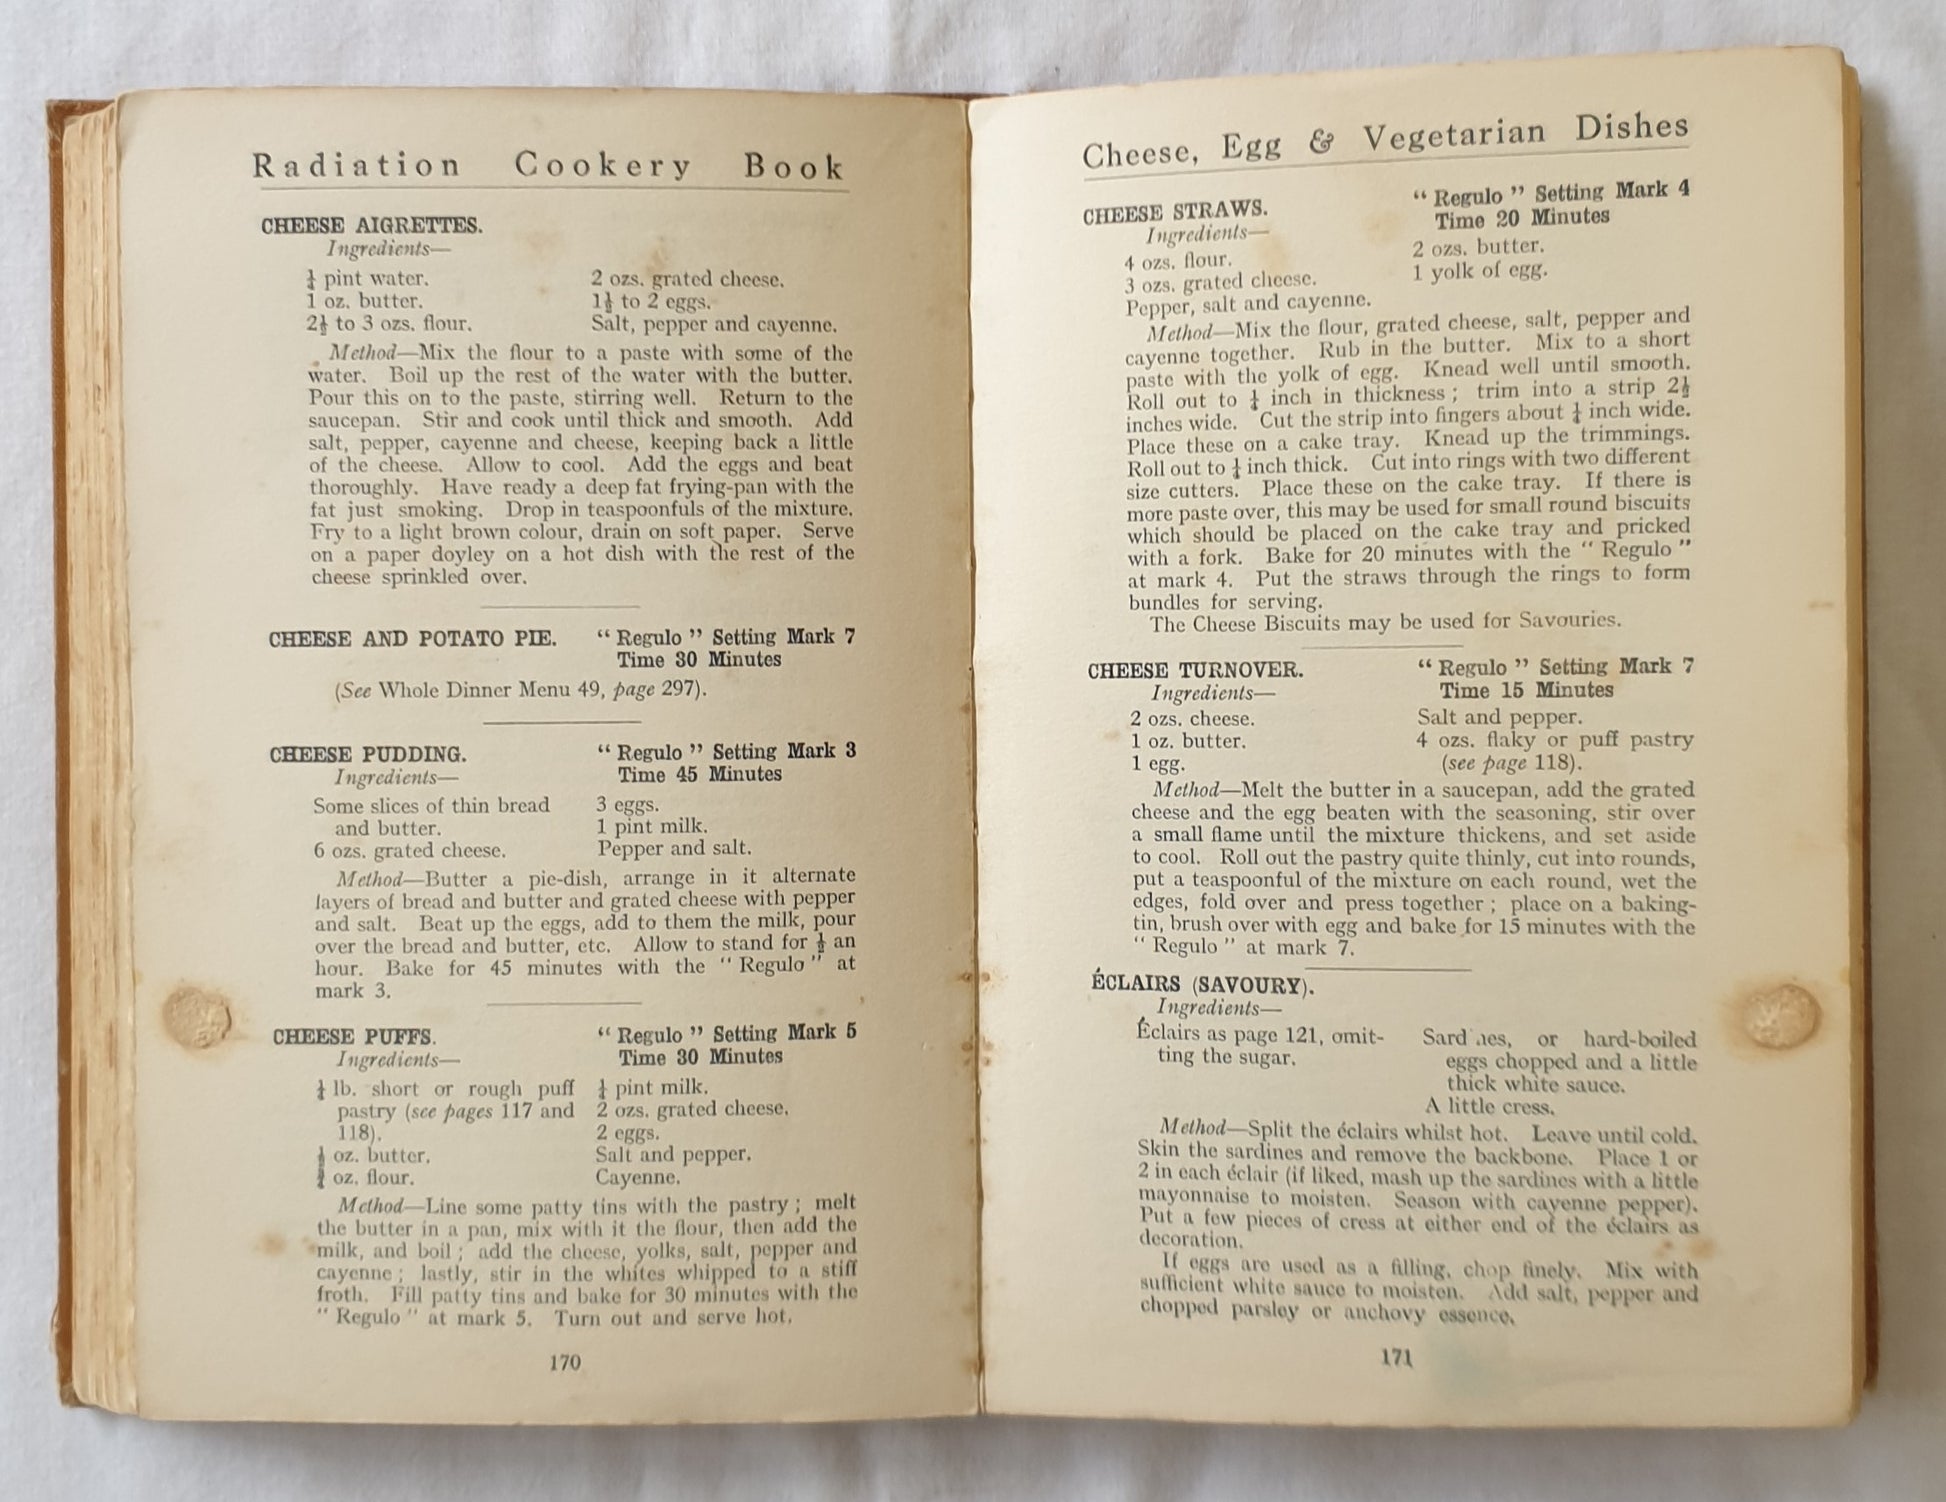 Radiation Cookery Book
CHEESE AIGRETTES.
Ingredients—
¼ pint water.
1 oz. butter.
2½ to 3 ozs. flour.
2 ozs. grated cheese.
1½ to 2 eggs.
Salt, pepper and cayenne.
Method—Mix the flour to a paste with some of the
water. Boil up the rest of the water with the butter.
Pour this on to the paste, stirring well. Return to the
saucepan. Stir and cook until thick and smooth. Add
salt, pepper, cayenne and cheese, keeping back a little
of the cheese. Allow to cool. Add the eggs and beat
thoroughly. Have ready a deep fat frying-pan with the
fat just smoking. Drop in teaspoonfuls of the mixture.
Fry to a light brown colour, drain on soft paper. Serve
on a paper doyley on a hot dish with the rest of the
cheese sprinkled over.
CHEESE AND POTATO PIE.
“ Regulo ” Setting Mark 7
Time 30 Minutes
(See Whole Dinner Menu 49, page 297).
CHEESE PUDDING.
“ Regulo ” Setting Mark 3
Time 45 Minutes
Ingredients—
Some slices of thin bread
and butter.
6 ozs. grated cheese.
3 eggs.
1 pint milk.
Pepper and salt.
Method—Butter a pie-dish, arrange in it alternate
layers of bread and butter and grated cheese with pepper
and salt. Beat up the eggs, add to them the milk, pour
over the bread and butter, etc. Allow to stand for ½ an
hour. Bake for 45 minutes with the “ Regulo ” at
mark 3.
CHEESE PUFFS.
“ Regulo ” Setting Mark 5
Time 30 Minutes
Ingredients—
lb. short or rough puff
pastry (see pages 117 and
118).
oz. butter.
oz. flour.
¼ pint milk.
2 ozs. grated cheese.
2 eggs.
Salt and pepper.
Cayenne.
Method—Line some patty tins with the pastry ; melt
the butter in a pan, mix with it the flour, then add the
milk, and boil ; add the cheese, yolks, salt, pepper and
cayenne ; lastly, stir in the whites whipped to a stiff
froth. Fill patty tins and bake for 30 minutes with the
“ Regulo ” at mark 5. Turn out and serve hot.
170
Cheese, Egg & Vegetarian Dishes
CHEESE STRAWS.
“ Regulo ” Setting Mark 4
Time 20 Minutes
Ingredients—
4 ozs. flour.
3 ozs. grated cheese.
Pepper, salt and cayenne.
2 ozs. butter.
1 yolk of egg.
Method—Mix the flour, grated cheese, salt, pepper and
cayenne together. Rub in the butter. Mix to a short
paste with the yolk of egg. Knead well until smooth.
Roll out to ¼ inch in thickness ; trim into a strip 2½
inches wide. Cut the strip into fingers about ¼ inch wide.
Place these on a cake tray. Knead up the trimmings.
Roll out to ¼ inch thick. Cut into rings with two different
size cutters. Place these on the cake tray. If there is
more paste over, this may be used for small round biscuits
which should be placed on the cake tray and pricked
with a fork. Bake for 20 minutes with the “ Regulo ”
at mark 4. Put the straws through the rings to form
bundles for serving.
The Cheese Biscuits may be used for Savouries.
CHEESE TURNOVER.
“ Regulo ” Setting Mark 7
Time 15 Minutes
Ingredients—
2 ozs. cheese.
1 oz. butter.
1 egg.
Salt and pepper.
4 ozs. flaky or puff pastry
(see page 118).
Method—Melt the butter in a saucepan, add the grated
cheese and the egg beaten with the seasoning, stir over
a small flame until the mixture thickens, and set aside
to cool. Roll out the pastry quite thinly, cut into rounds,
put a teaspoonful of the mixture on each round, wet the
edges, fold over and press together ; place on a baking-
tin, brush over with egg and bake for 15 minutes with the
“ Regulo ” at mark 7.
ÉCLAIRS (SAVOURY).
Ingredients—
Éclairs as page 121, omit-
ting the sugar.
Sardines, or hard-boiled
eggs chopped and a little
thick white sauce.
A little cress.
Method—Split the éclairs whilst hot. Leave until cold.
Skin the sardines and remove the backbone. Place 1 or
2 in each éclair (if liked, mash up the sardines with a little
mayonnaise to moisten. Season with cayenne pepper).
Put a few pieces of cress at either end of the éclairs as
decoration.
If eggs are used as a filling, chop finely. Mix with
sufficient white sauce to moisten. Add salt, pepper and
chopped parsley or anchovy essence.
171